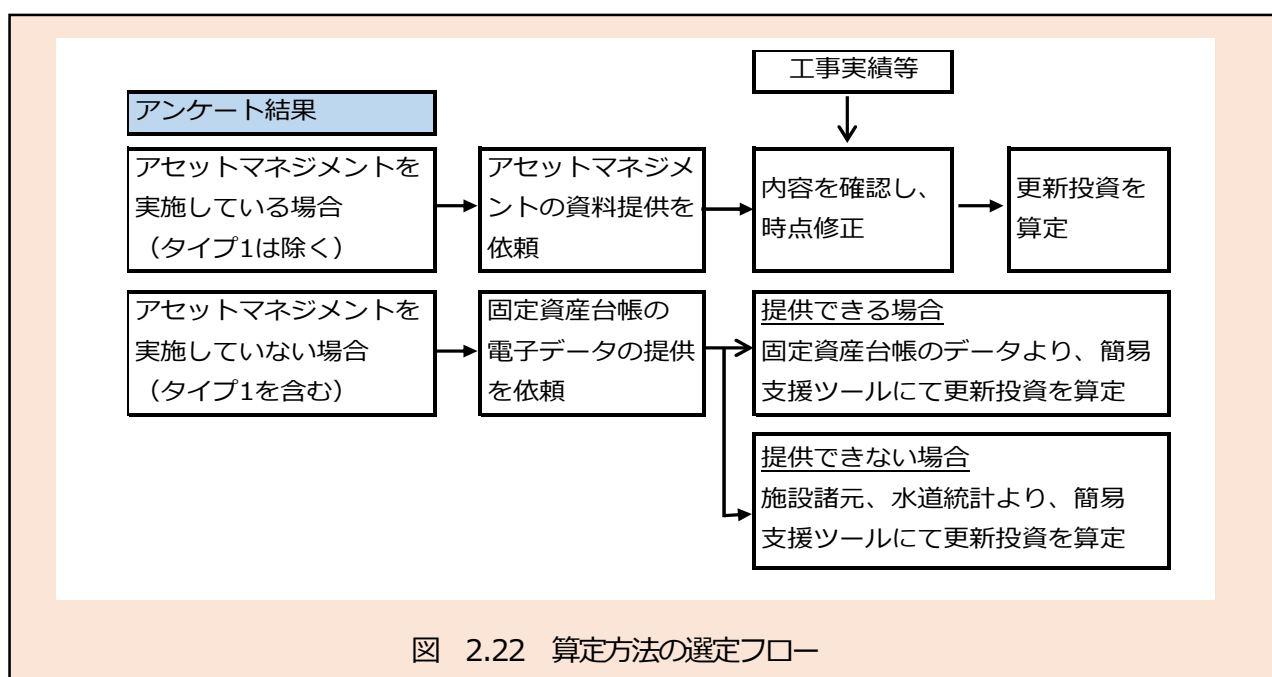 工事実績等
アンケート結果
アセットマネジメントを
実施している場合
（タイプ1は除く）
アセットマネジメ
ントの資料提供を
依頼
内容を確認し、
時点修正
更新投資を
算定
アセットマネジメントを
実施していない場合
（タイプ1を含む）
固定資産台帳の
電子データの提供
を依頼
提供できる場合
固定資産台帳のデータより、簡易
支援ツールにて更新投資を算定
提供できない場合
施設諸元、水道統計より、簡易
支援ツールにて更新投資を算定
図 2.22 算定方法の選定フロー